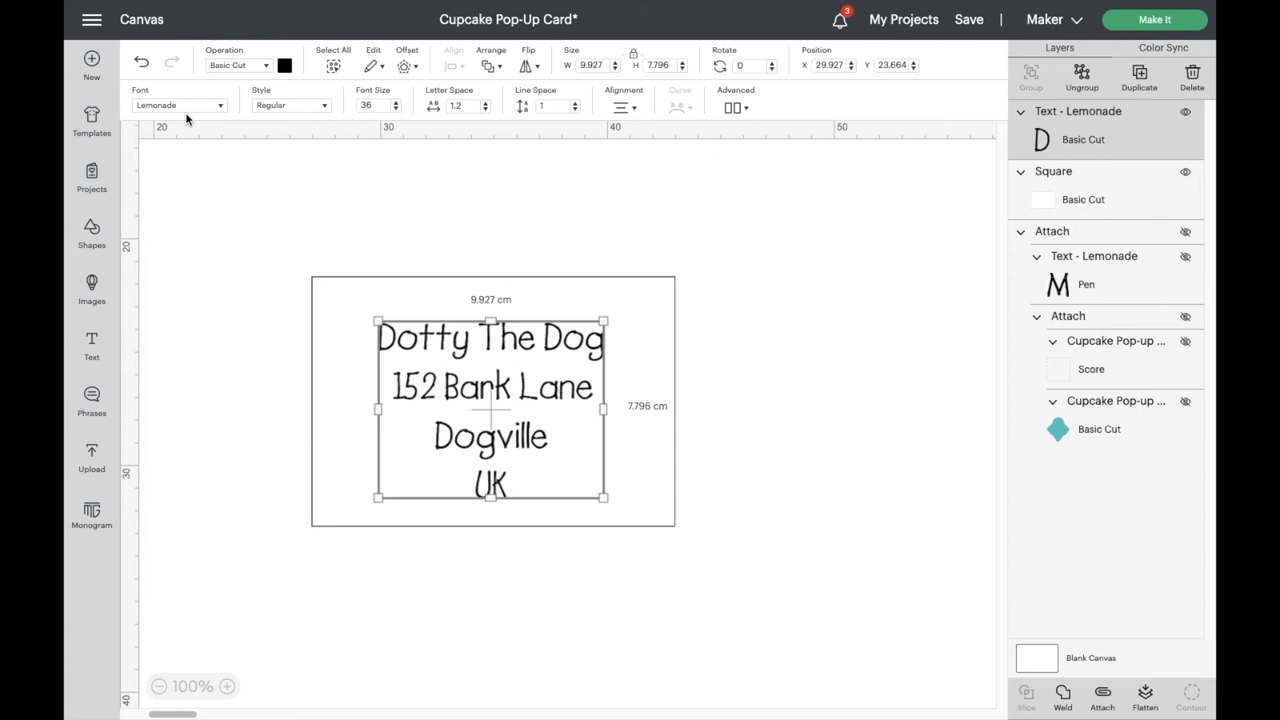 Canvas
Cupcake Pop-Up Card*
3
My Projects
Save
Maker
Make It
Operation
Basic Cut
Select All
Edit
Offset
Align
Arrange
Flip
Size
W 9.927
H 7.796
Rotate
0
Position
X 29.927
Y 23.664
Font
Lemonade
Style
Regular
Font Size
36
Letter Space
1.2
Line Space
1
Alignment
Curve
Advanced
New
Templates
Projects
Shapes
Images
Text
Phrases
Upload
Monogram
20
30
40
50
20
30
40
9.927 cm
Dotty The Dog
152 Bank Lane
Dogville
UK
7.796 cm
100%
Layers
Color Sync
Group
Ungroup
Duplicate
Delete
Text - Lemonade
D
Basic Cut
Square
Basic Cut
Attach
Text - Lemonade
M
Pen
Attach
Cupcake Pop-up ...
Score
Cupcake Pop-up ...
Basic Cut
Blank Canvas
Slice
Weld
Attach
Flatten
Contour